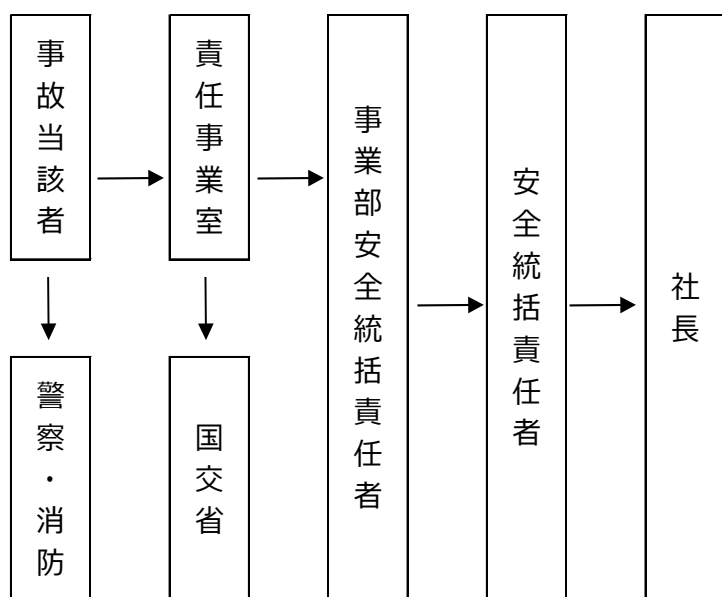 事故当該者
責任事業室
事業部安全統括責任者
安全統括責任者
社長
警察・消防
国交省